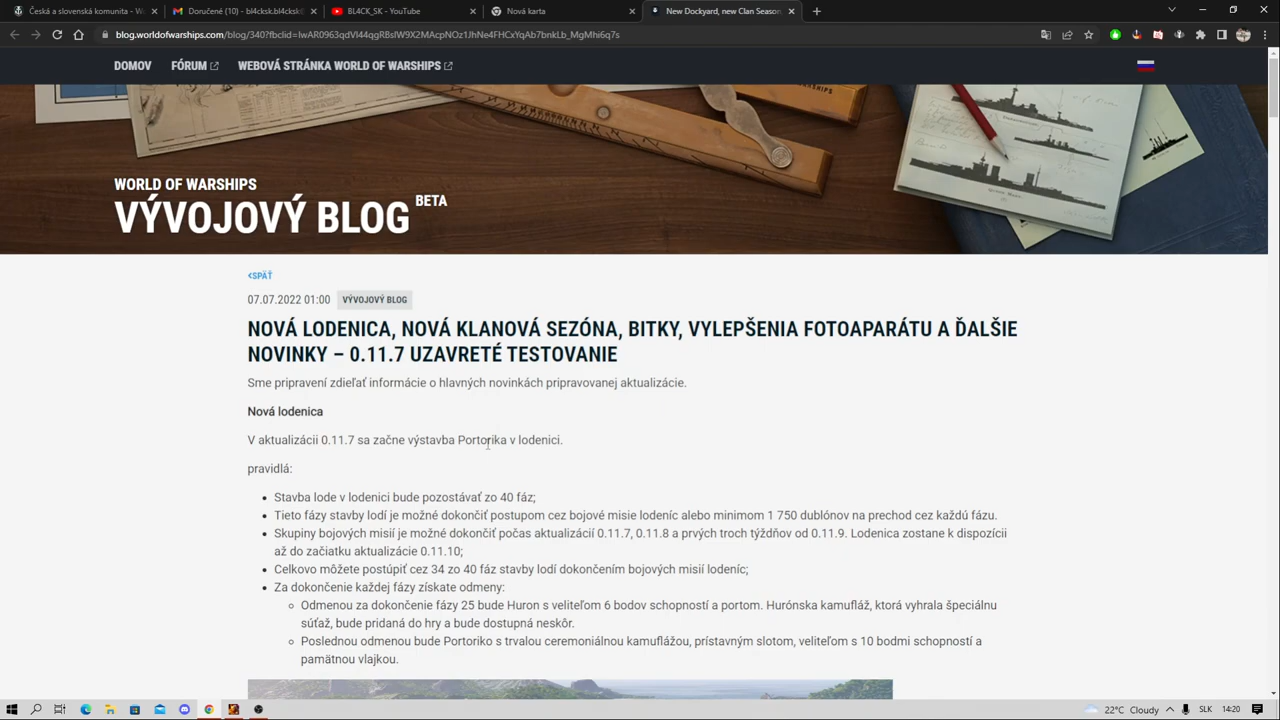 Česká a slovenská komunita - W
Doručené (10) - bl4cksk.bl4cksk@
BL4CK_SK - YouTube
Nová karta
New Dockyard, new Clan Season
blog.worldofwarships.com/blog/340?fbclid=IwAR0963qdVl44qgRBsIW9X2MAcpNOz1JhNe4FHCxYqAb7bnkLb_MgMhi6q7s
DOMOV
FÓRUM
WEBOVÁ STRÁNKA WORLD OF WARSHIPS
WORLD OF WARSHIPS
VÝVOJOVÝ BLOG BETA
<SPÄŤ
07.07.2022 01:00 VÝVOJOVÝ BLOG
NOVÁ LODENICA, NOVÁ KLANOVÁ SEZÓNA, BITKY, VYLEPŠENIA FOTOAPARÁTU A ĎALŠIE
NOVINKY – 0.11.7 UZAVRETÉ TESTOVANIE
Sme pripravení zdieľať informácie o hlavných novinkách pripravovanej aktualizácie.
Nová lodenica
V aktualizácii 0.11.7 sa začne výstavba Portorika v lodenici.
pravidlá:
Stavba lode v lodenici bude pozostávať zo 40 fáz;
Tieto fázy stavby lodí je možné dokončiť postupom cez bojové misie lodeníc alebo minimom 1 750 dublónov na prechod cez každú fázu.
Skupiny bojových misií je možné dokončiť počas aktualizácií 0.11.7, 0.11.8 a prvých troch týždňov od 0.11.9. Lodenica zostane k dispozícii
až do začiatku aktualizácie 0.11.10;
Celkovo môžete postúpiť cez 34 zo 40 fáz stavby lodí dokončením bojových misií lodeníc;
Za dokončenie každej fázy získate odmeny:
Odmenou za dokončenie fázy 25 bude Huron s veliteľom 6 bodov schopností a portom. Hurónska kamufláž, ktorá vyhrala špeciálnu
súťaž, bude pridaná do hry a bude dostupná neskôr.
Poslednou odmenou bude Portoriko s trvalou ceremoniálnou kamuflážou, prístavným slotom, veliteľom s 10 bodmi schopností a
pamätnou vlajkou.
22°C Cloudy
SLK
14:20